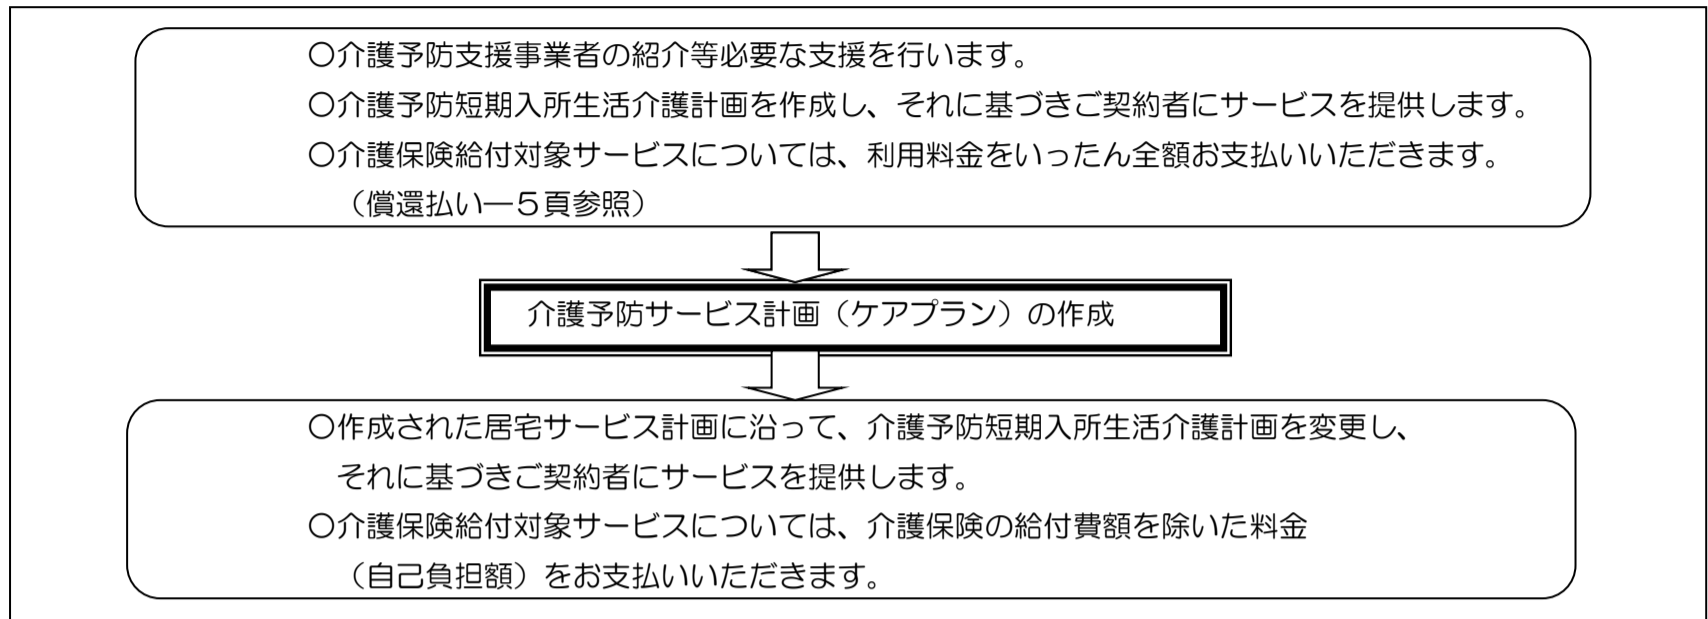 〇介護予防支援事業者の紹介等必要な支援を行います。
〇介護予防短期入所生活介護計画を作成し、それに基づきご契約者にサービスを提供します。
〇介護保険給付対象サービスについては、利用料金をいったん全額お支払いいただきます。
（償還払い―５頁参照）
介護予防サービス計画（ケアプラン）の作成
〇作成された居宅サービス計画に沿って、介護予防短期入所生活介護計画を変更し、
それに基づきご契約者にサービスを提供します。
〇介護保険給付対象サービスについては、介護保険の給付費額を除いた料金
（自己負担額）をお支払いいただきます。